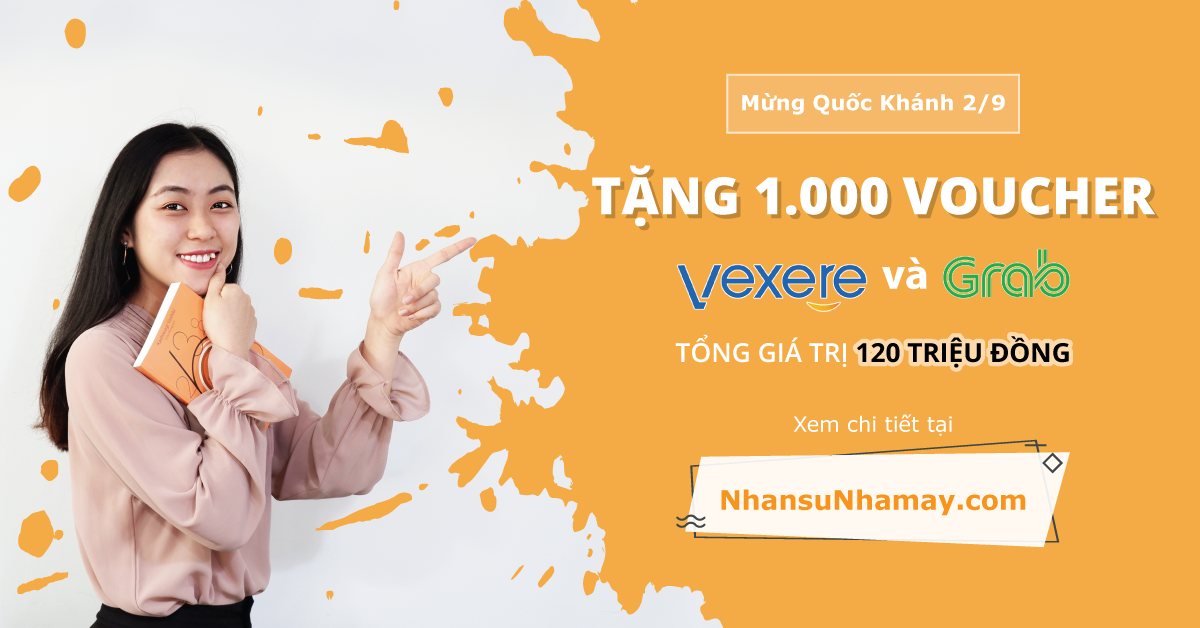 Mừng Quốc Khánh 2/9
TẶNG 1.000 VOUCHER
vexere và Grab
TỔNG GIÁ TRỊ 120 TRIỆU ĐỒNG
Xem chi tiết tại
NhansuNhamay.com